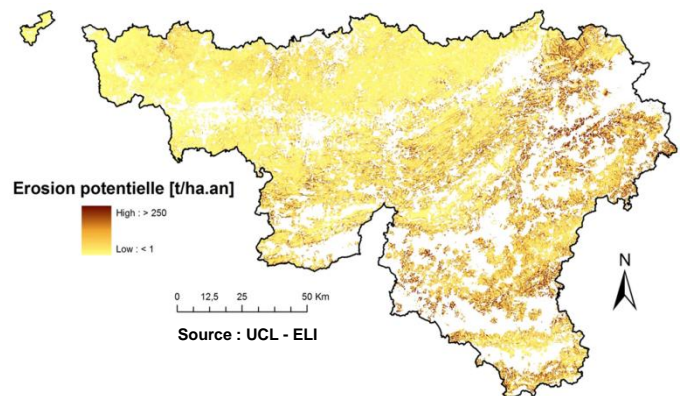 Erosion potentielle [t/ha.an]
High : > 250
Low : < 1
N
0 12,5 25 50 Km
Source : UCL - ELI